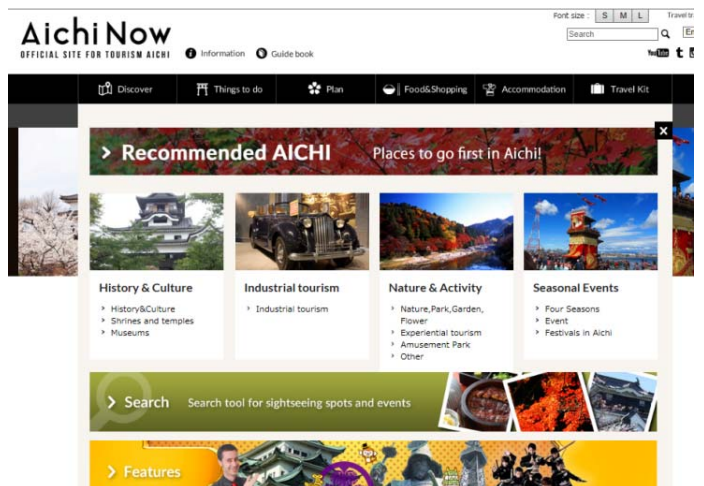 Font size : S M L
Aichi Now
OFFICIAL SITE FOR TOURISM AICHI
Information
Guide book
Search
You Tube
Discover
Things to do
Plan
Food&Shopping
Accommodation
Travel Kit
Recommended AICHI
Places to go first in Aichi!
History & Culture
History&Culture
Shrines and temples
Museums
Industrial tourism
Industrial tourism
Nature & Activity
Nature,Park,Garden,
Flower
Experiential tourism
Amusement Park
Other
Seasonal Events
Four Seasons
Event
Festivals in Aichi
Search
Search tool for sightseeing spots and events
Features